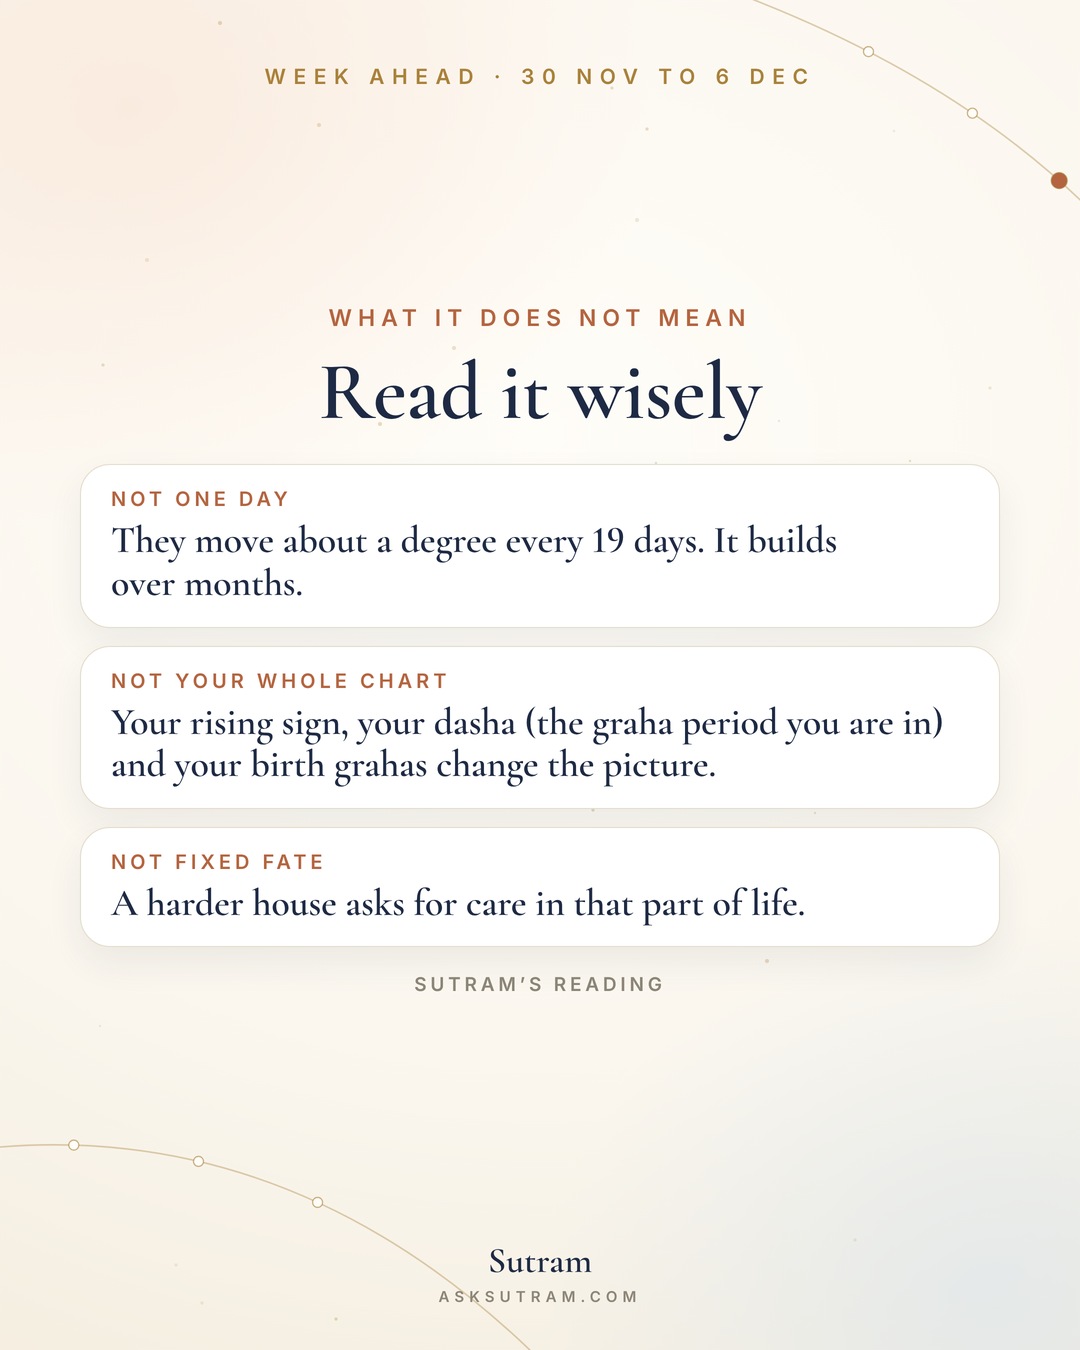 WEEK AHEAD · 30 NOV TO 6 DEC
WHAT IT DOES NOT MEAN
Read it wisely
NOT ONE DAY
They move about a degree every 19 days. It builds
over months.
NOT YOUR WHOLE CHART
Your rising sign, your dasha (the graha period you are in)
and your birth grahas change the picture.
NOT FIXED FATE
A harder house asks for care in that part of life.
SUTRAM’S READING
Sutram
ASKSUTRAM.COM